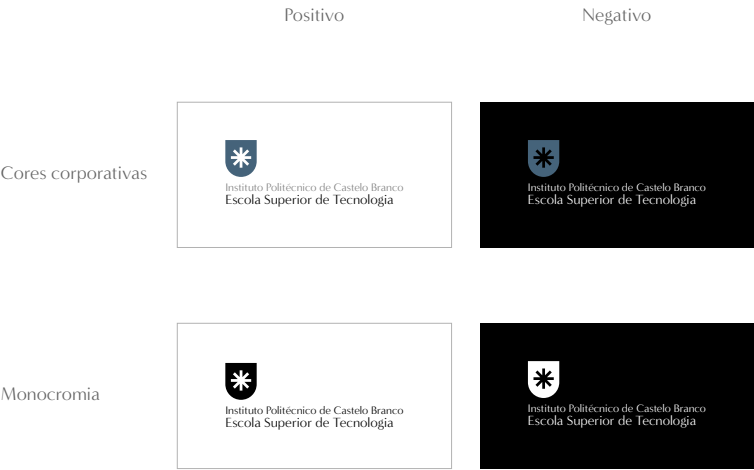 Positivo
Negativo
Cores corporativas
Instituto Politécnico de Castelo Branco
Escola Superior de Tecnologia
Instituto Politécnico de Castelo Branco
Escola Superior de Tecnologia
Monocromia
Instituto Politécnico de Castelo Branco
Escola Superior de Tecnologia
Instituto Politécnico de Castelo Branco
Escola Superior de Tecnologia